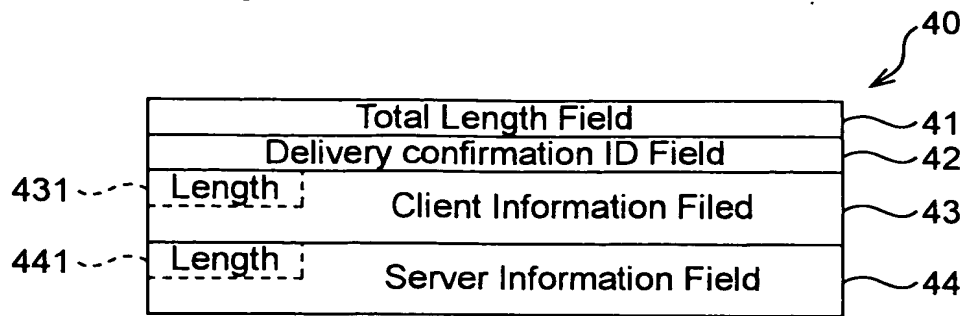 40
Total Length Field 41
Delivery confirmation ID Field 42
431 Length Client Information Filed 43
441 Length Server Information Field 44